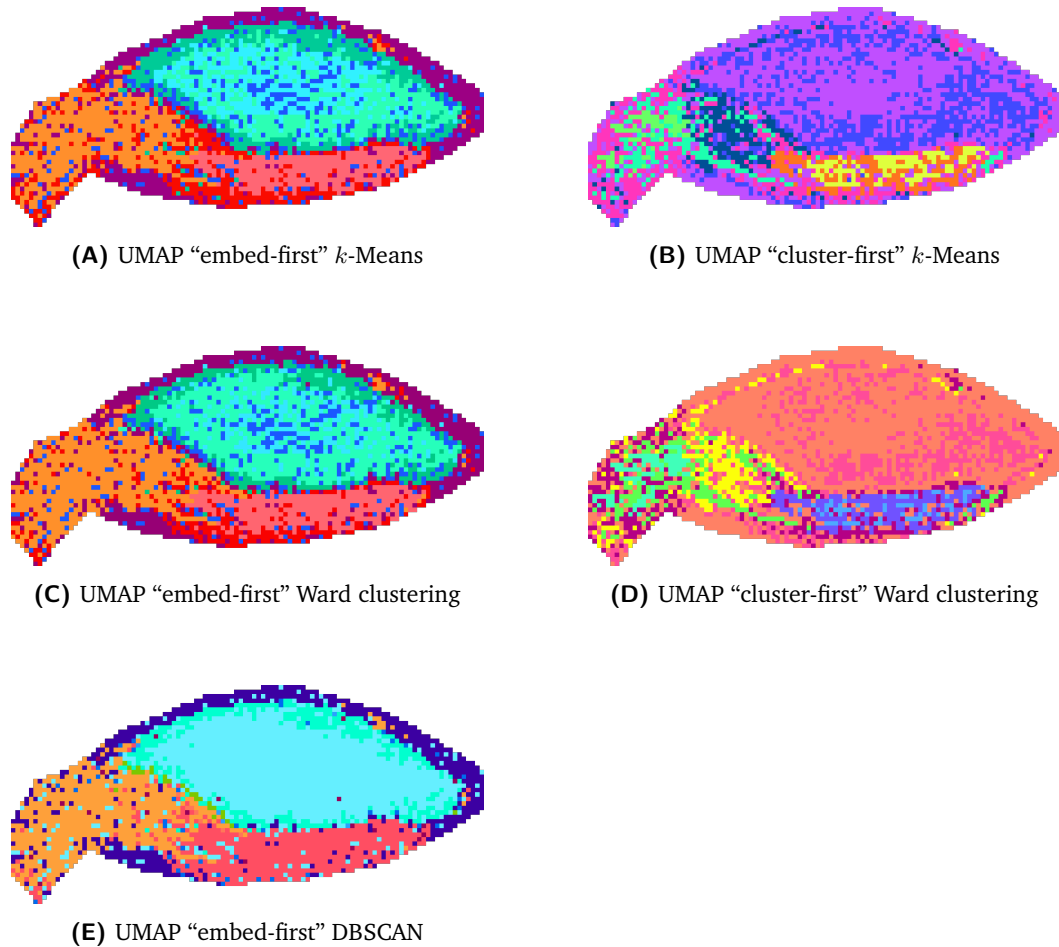 (A) UMAP “embed-first” k-Means
(B) UMAP “cluster-first” k-Means
(C) UMAP “embed-first” Ward clustering
(D) UMAP “cluster-first” Ward clustering
(E) UMAP “embed-first” DBSCAN